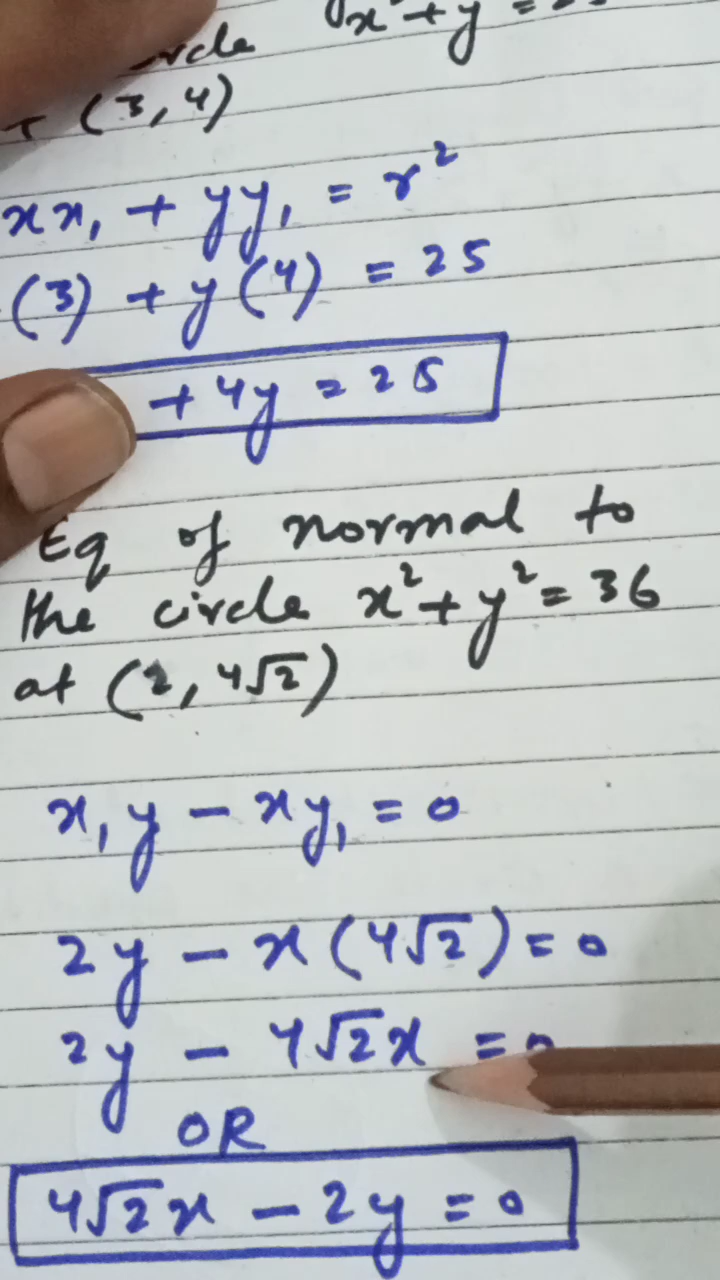 x² + y² =
(3, 4)
xx₁ + yy₁ = r²
(3) + y(4) = 25
+ 4y = 25
Eq of normal to
the circle x² + y² = 36
at (2, 4√2)
x₁y - xy₁ = 0
2y - x(4√2) = 0
2y - 4√2x = 0
OR
4√2x - 2y = 0